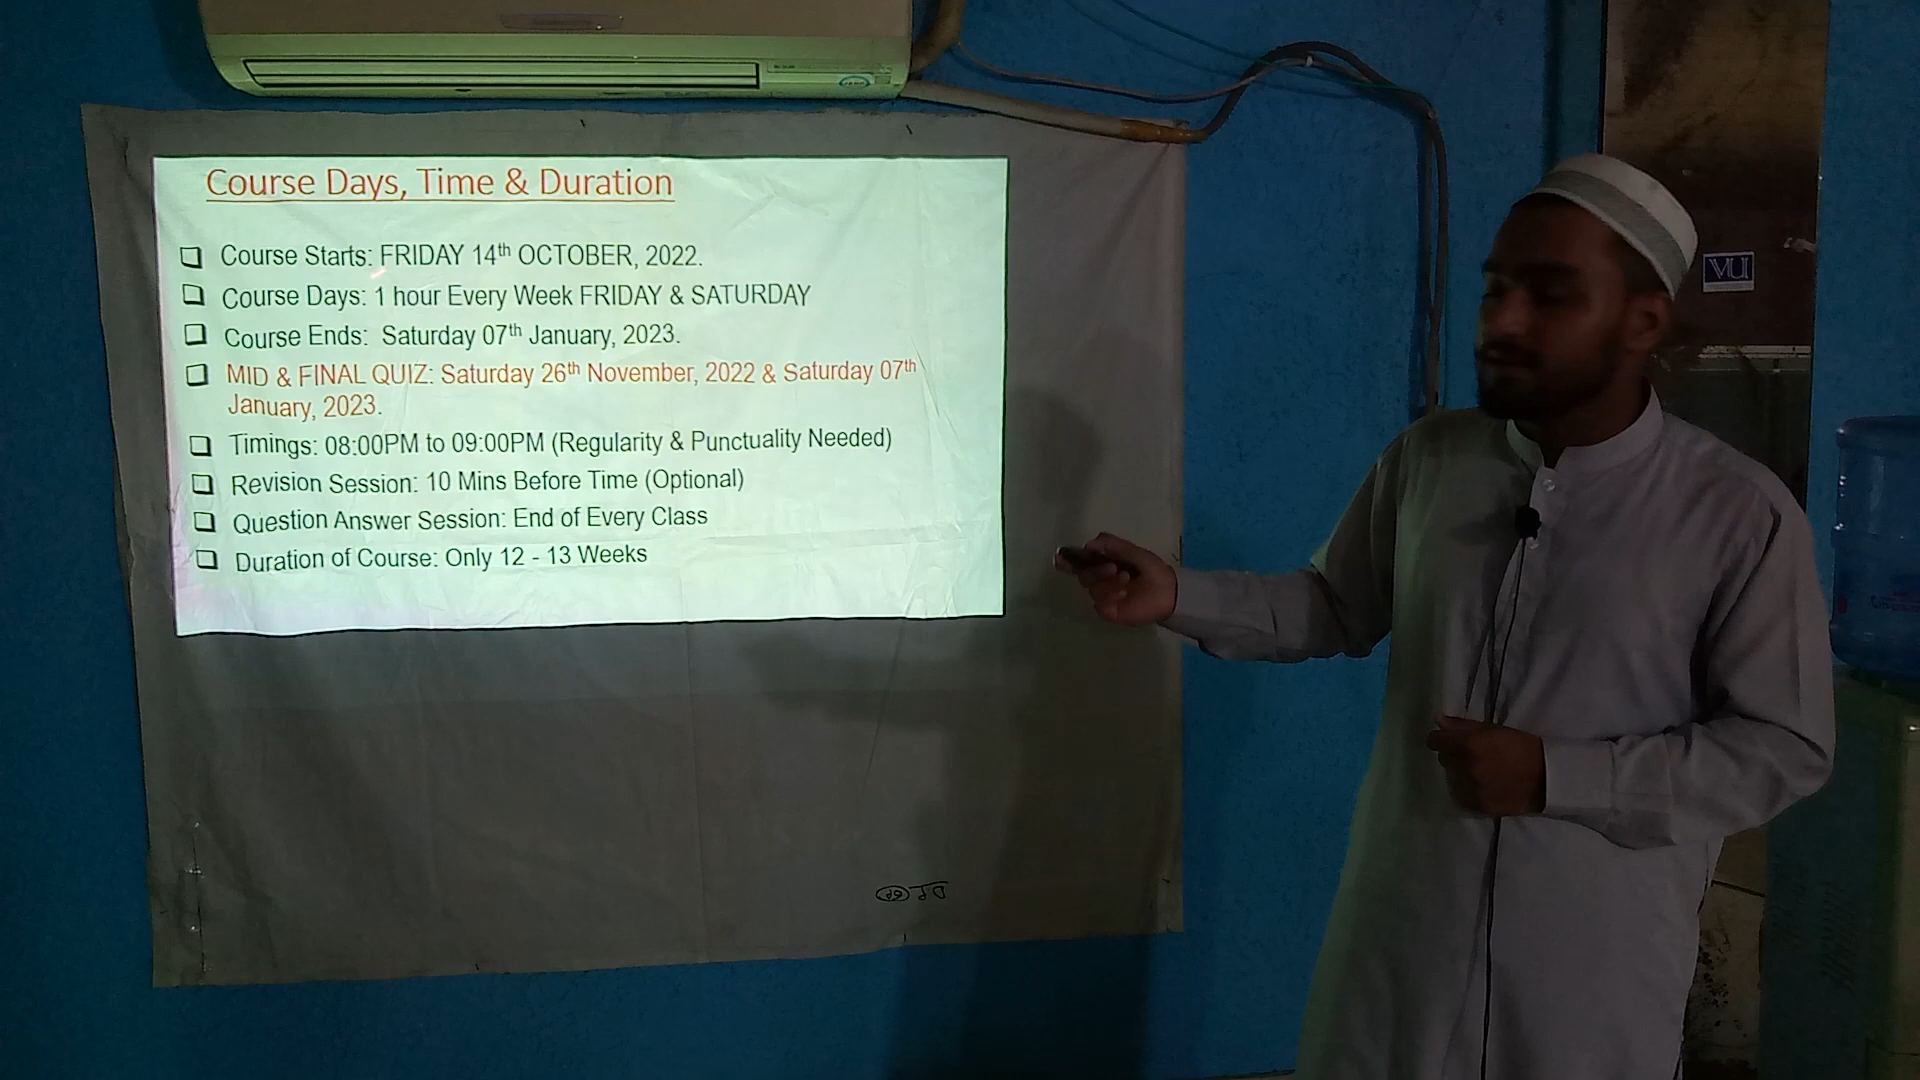 Course Days, Time & Duration
Course Starts: FRIDAY 14th OCTOBER, 2022.
Course Days: 1 hour Every Week FRIDAY & SATURDAY
Course Ends: Saturday 07th January, 2023.
MID & FINAL QUIZ: Saturday 26th November, 2022 & Saturday 07th
January, 2023.
Timings: 08:00PM to 09:00PM (Regularity & Punctuality Needed)
Revision Session: 10 Mins Before Time (Optional)
Question Answer Session: End of Every Class
Duration of Course: Only 12 - 13 Weeks
VU